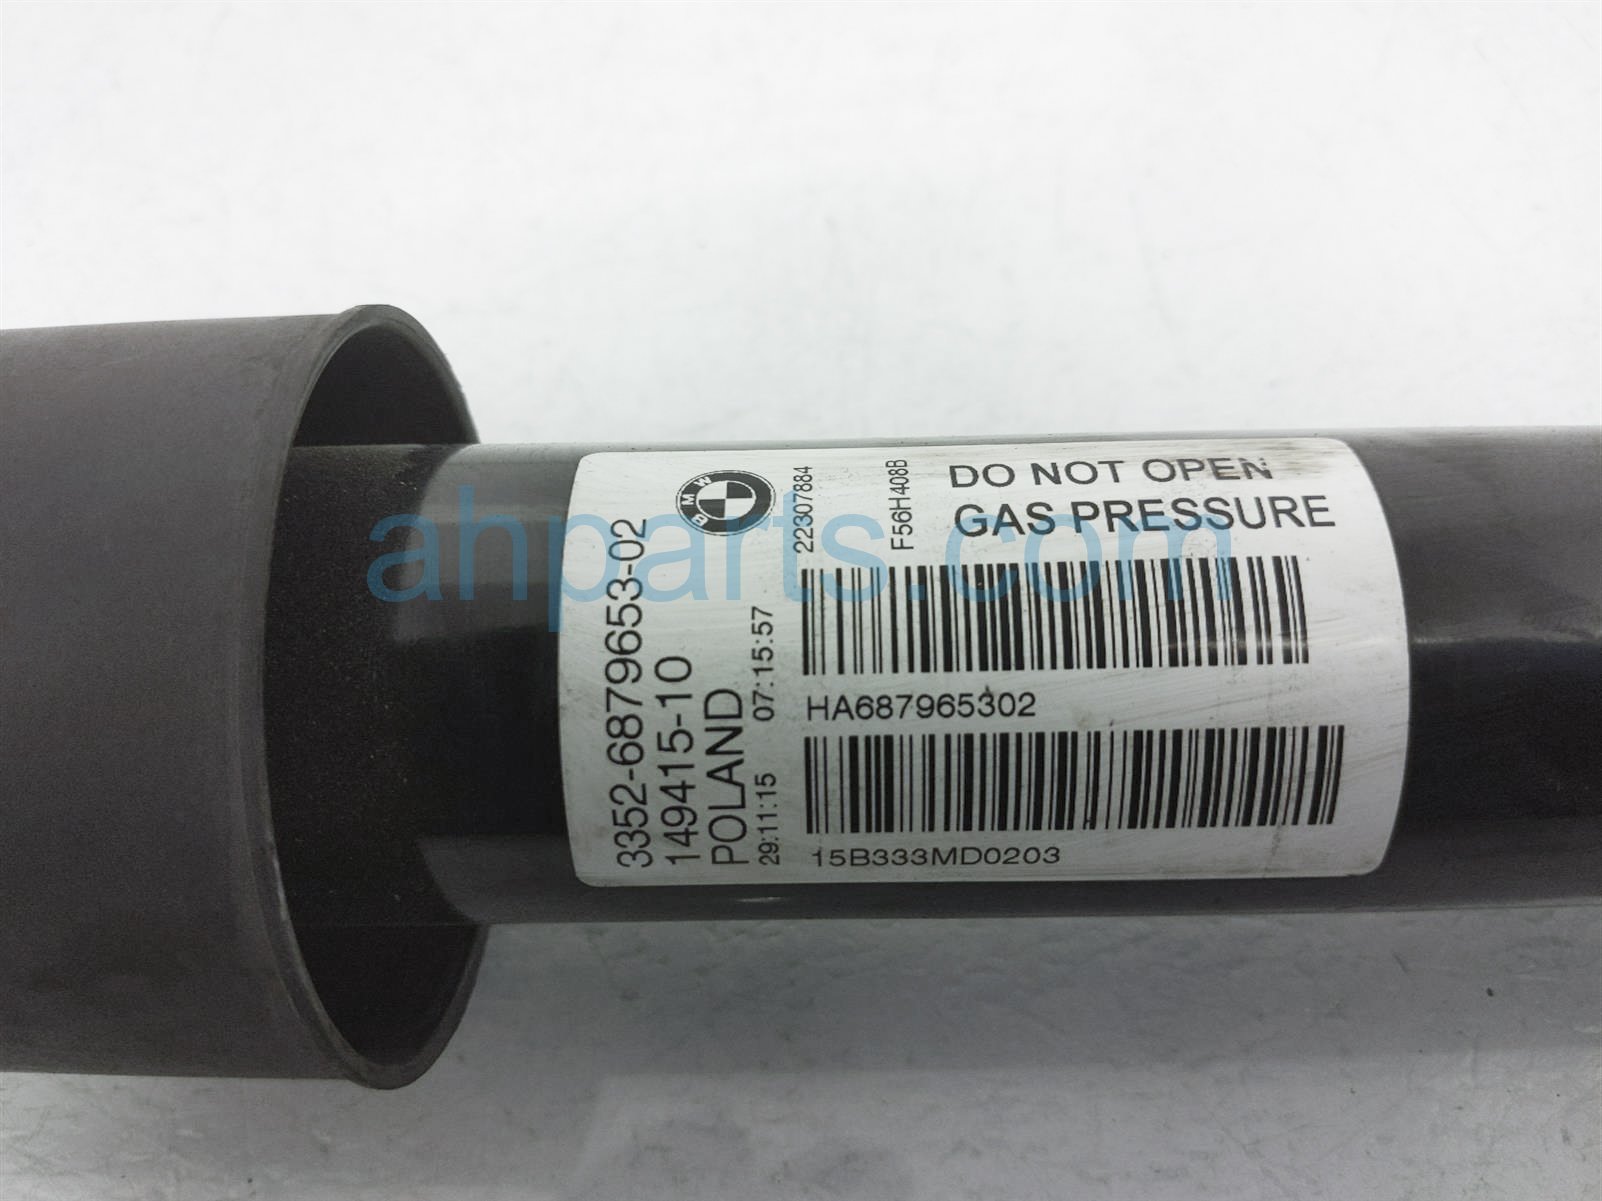 BMW
3352-6879653-02
149415-10
POLAND
29:11:15 07:15:57
22307884
F56H408B
DO NOT OPEN
GAS PRESSURE
HA687965302
15B333MD0203
ahparts.com